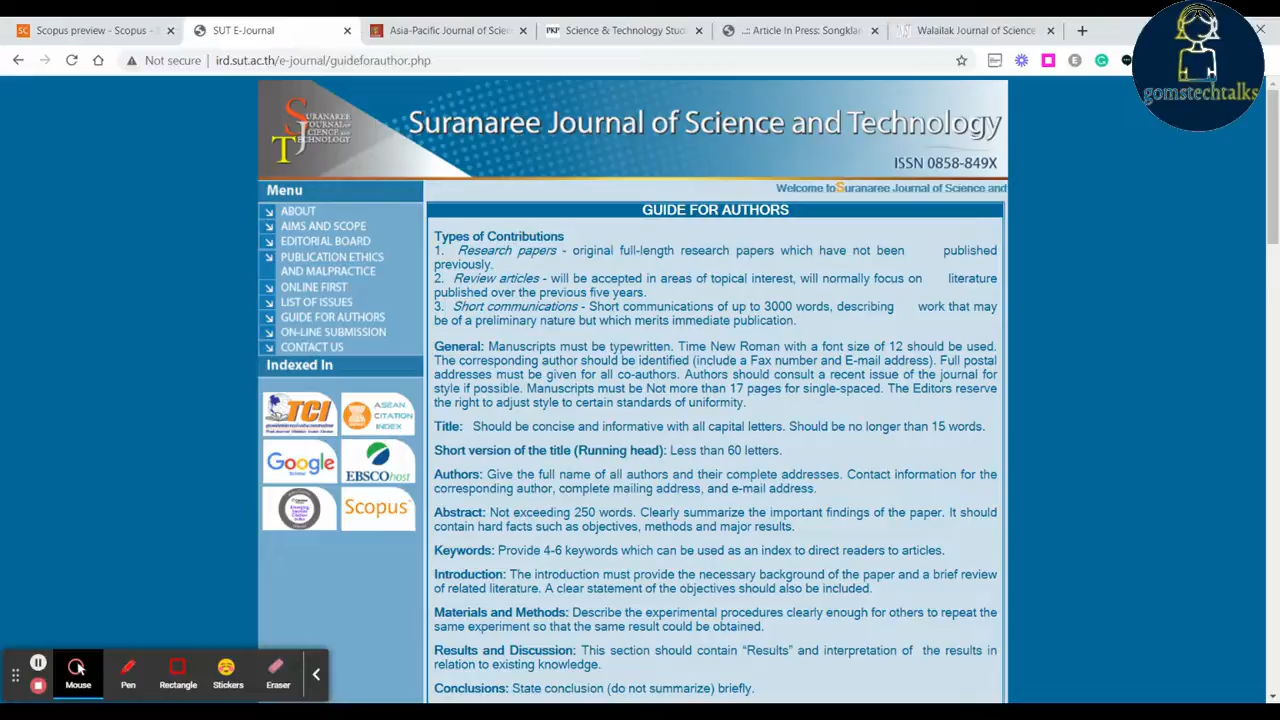 Scopus preview - Scopus -
SUT E-Journal
Asia-Pacific Journal of Scien
PKP Science & Technology Studi
..:: Article In Press: Songklan
Walailak Journal of Science
Not secure | ird.sut.ac.th/e-journal/guideforauthor.php
gomstechtalks
SURANAREE
JOURNAL OF
SCIENCE AND
TECHNOLOGY
Suranaree Journal of Science and Technology
ISSN 0858-849X
Menu
Welcome toSuranaree Journal of Science and
ABOUT
AIMS AND SCOPE
EDITORIAL BOARD
PUBLICATION ETHICS
AND MALPRACTICE
ONLINE FIRST
LIST OF ISSUES
GUIDE FOR AUTHORS
ON-LINE SUBMISSION
CONTACT US
Indexed In
TCI
ASEAN
CITATION
INDEX
Google
EBSCO host
Scopus
GUIDE FOR AUTHORS
Types of Contributions
1. Research papers - original full-length research papers which have not been published
previously.
2. Review articles - will be accepted in areas of topical interest, will normally focus on literature
published over the previous five years.
3. Short communications - Short communications of up to 3000 words, describing work that may
be of a preliminary nature but which merits immediate publication.
General: Manuscripts must be typewritten. Time New Roman with a font size of 12 should be used.
The corresponding author should be identified (include a Fax number and E-mail address). Full postal
addresses must be given for all co-authors. Authors should consult a recent issue of the journal for
style if possible. Manuscripts must be Not more than 17 pages for single-spaced. The Editors reserve
the right to adjust style to certain standards of uniformity.
Title: Should be concise and informative with all capital letters. Should be no longer than 15 words.
Short version of the title (Running head): Less than 60 letters.
Authors: Give the full name of all authors and their complete addresses. Contact information for the
corresponding author, complete mailing address, and e-mail address.
Abstract: Not exceeding 250 words. Clearly summarize the important findings of the paper. It should
contain hard facts such as objectives, methods and major results.
Keywords: Provide 4-6 keywords which can be used as an index to direct readers to articles.
Introduction: The introduction must provide the necessary background of the paper and a brief review
of related literature. A clear statement of the objectives should also be included.
Materials and Methods: Describe the experimental procedures clearly enough for others to repeat the
same experiment so that the same result could be obtained.
Results and Discussion: This section should contain “Results” and interpretation of the results in
relation to existing knowledge.
Conclusions: State conclusion (do not summarize) briefly.
Mouse
Pen
Rectangle
Stickers
Eraser